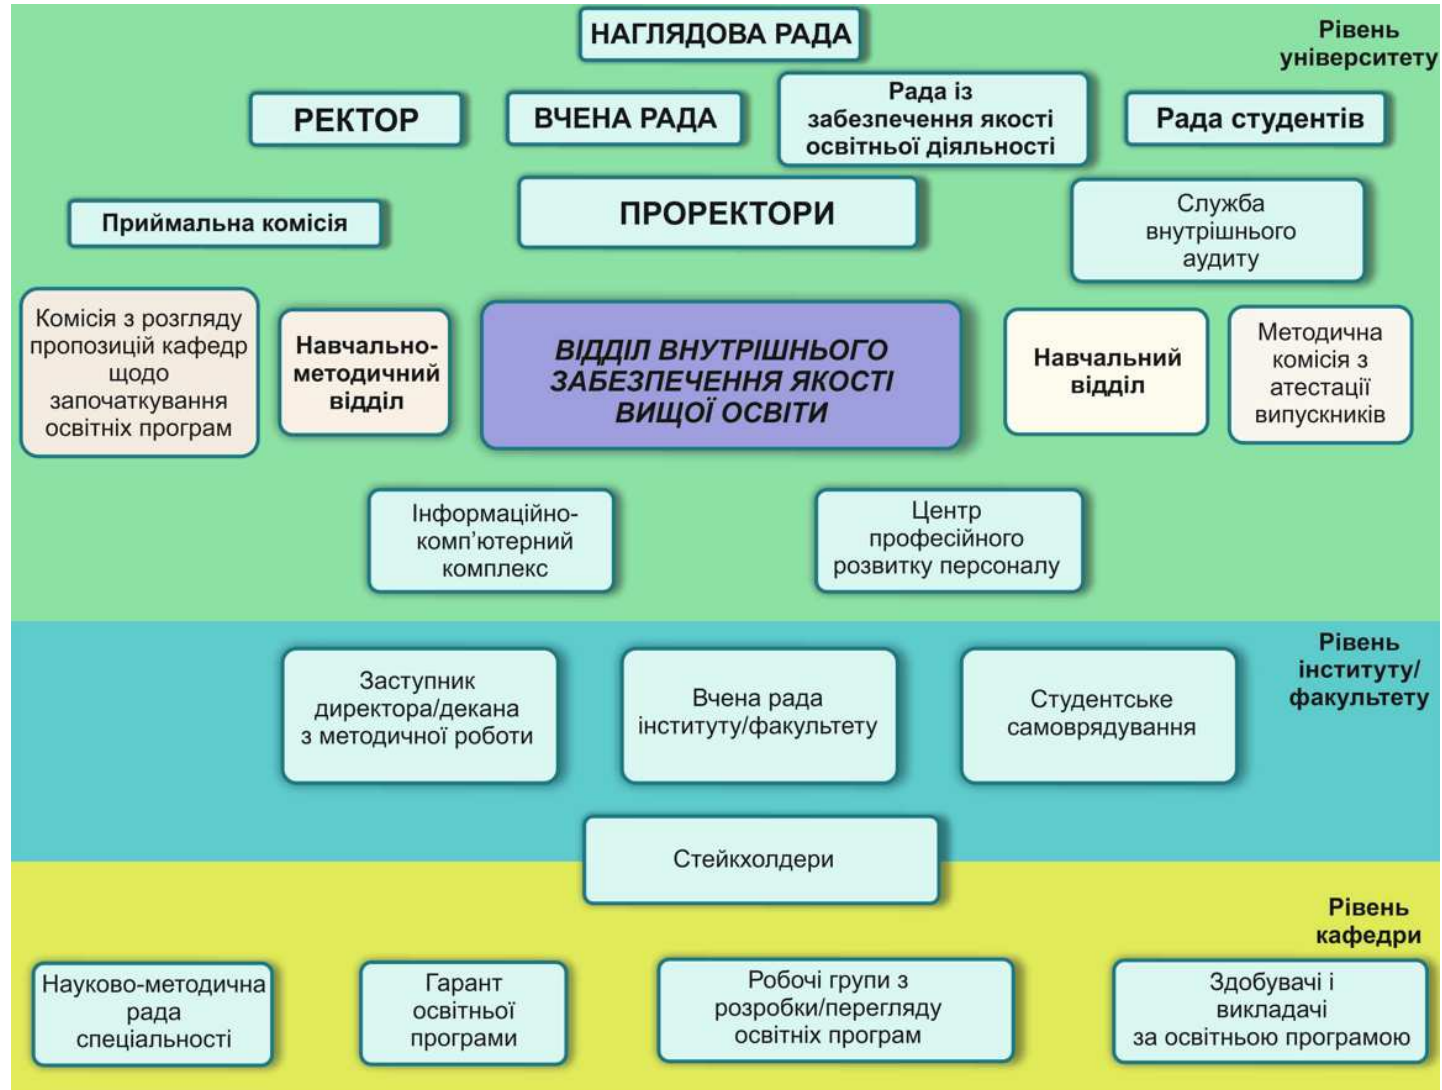 НАГЛЯДОВА РАДА
Рівень
університету
РЕКТОР
ВЧЕНА РАДА
Рада із
забезпечення якості
освітньої діяльності
Рада студентів
Приймальна комісія
ПРОРЕКТОРИ
Служба
внутрішнього
аудиту
Комісія з розгляду
пропозицій кафедр
щодо
започаткування
освітніх програм
Навчально-
методичний
відділ
ВІДДІЛ ВНУТРІШНЬОГО
ЗАБЕЗПЕЧЕННЯ ЯКОСТІ
ВИЩОЇ ОСВІТИ
Навчальний
відділ
Методична
комісія з
атестації
випускників
Інформаційно-
комп’ютерний
комплекс
Центр
професійного
розвитку персоналу
Рівень
інституту/
факультету
Заступник
директора/декана
з методичної роботи
Вчена рада
інституту/факультету
Студентське
самоврядування
Стейкхолдери
Рівень
кафедри
Науково-методична
рада
спеціальності
Гарант
освітньої
програми
Робочі групи з
розробки/перегляду
освітніх програм
Здобувачі і
викладачі
за освітньою програмою